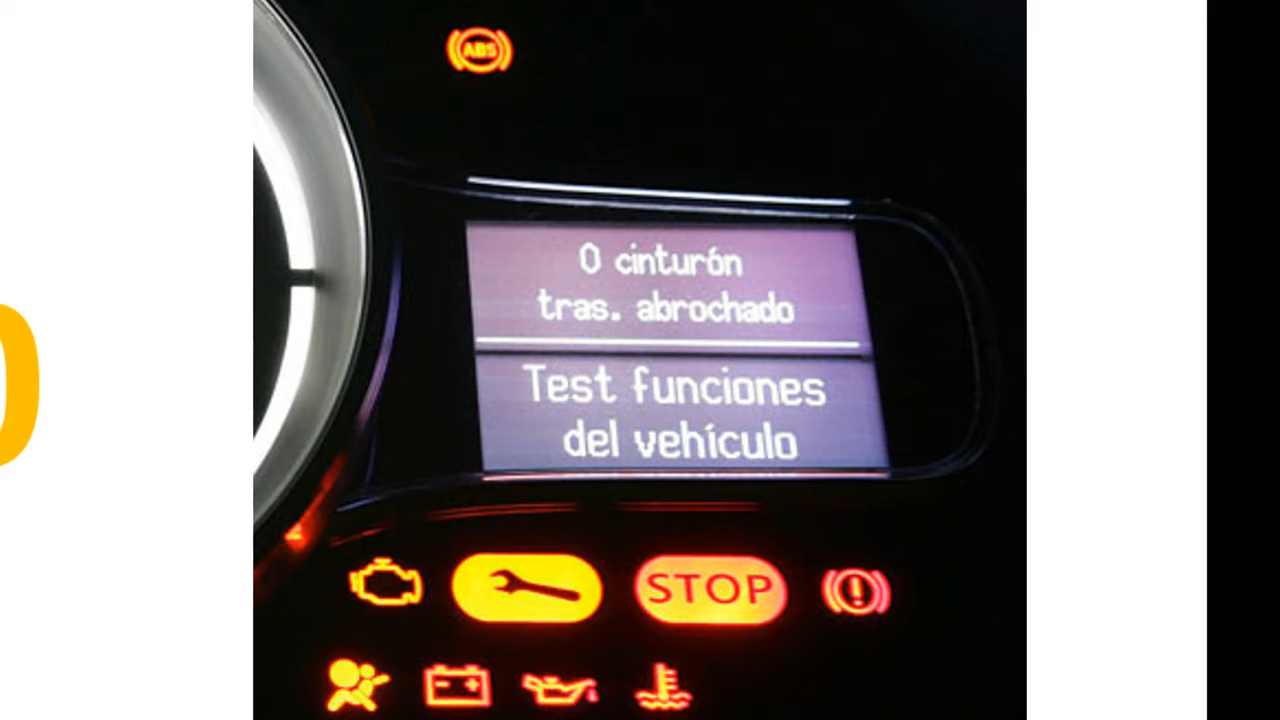 ABS
0 cinturón
tras. abrochado
Test funciones
del vehículo
STOP